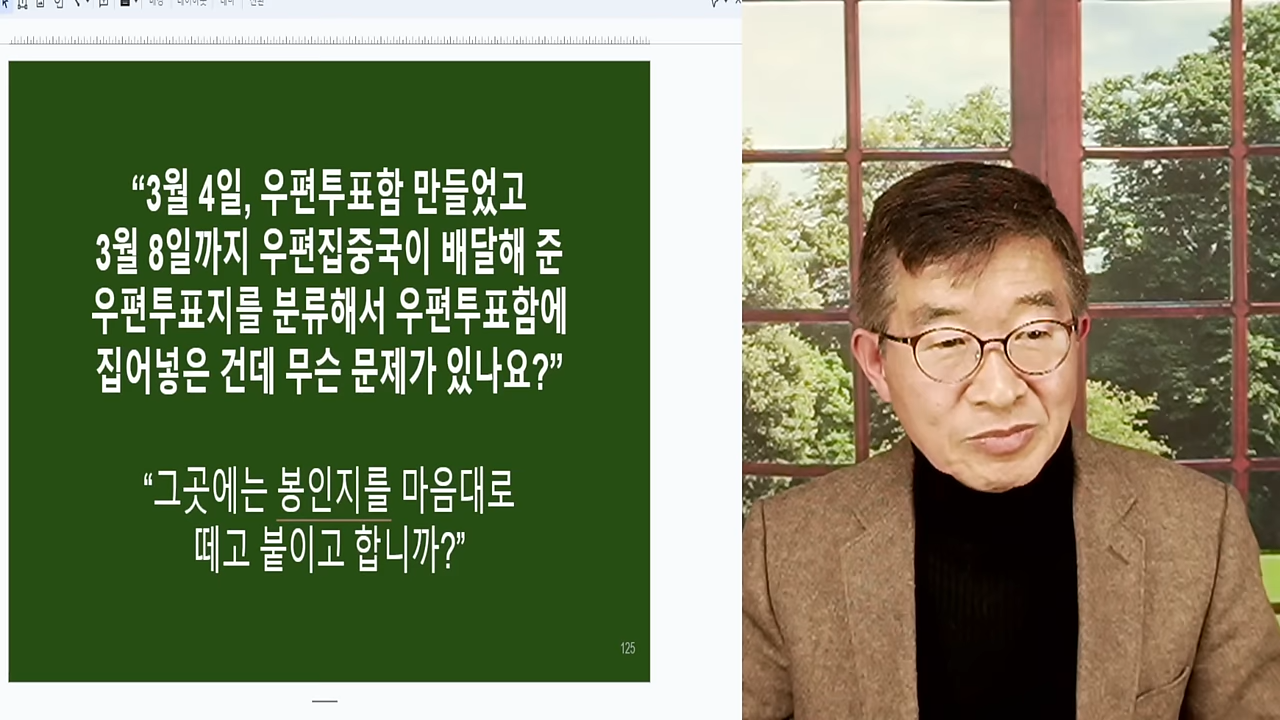 “3월 4일, 우편투표함 만들었고
3월 8일까지 우편집중국이 배달해 준
우편투표지를 분류해서 우편투표함에
집어넣은 건데 무슨 문제가 있나요?”
“그곳에는 봉인지를 마음대로
떼고 붙이고 합니까?”
125